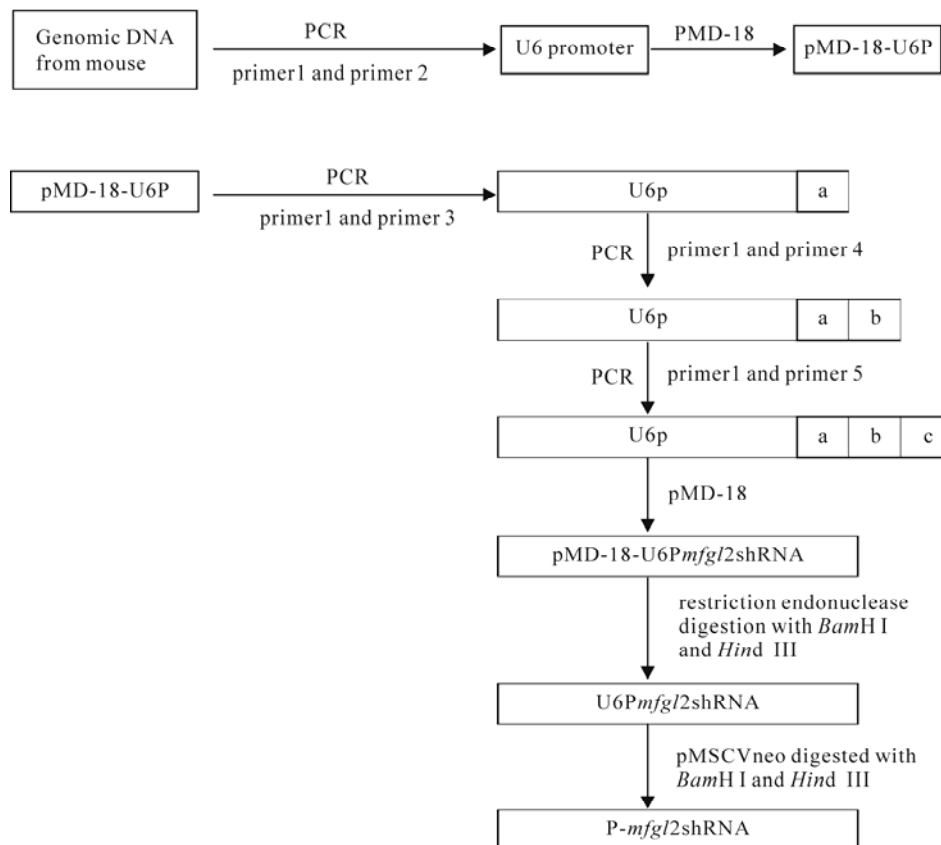 Genomic DNA
from mouse
PCR
primer1 and primer 2
U6 promoter
PMD-18
pMD-18-U6P
pMD-18-U6P
PCR
primer1 and primer 3
U6p a
PCR primer1 and primer 4
U6p a b
PCR primer1 and primer 5
U6p a b c
pMD-18
pMD-18-U6Pmfgl2shRNA
restriction endonuclease
digestion with BamH I
and Hind III
U6Pmfgl2shRNA
pMSCVneo digested with
BamH I and Hind III
P-mfgl2shRNA